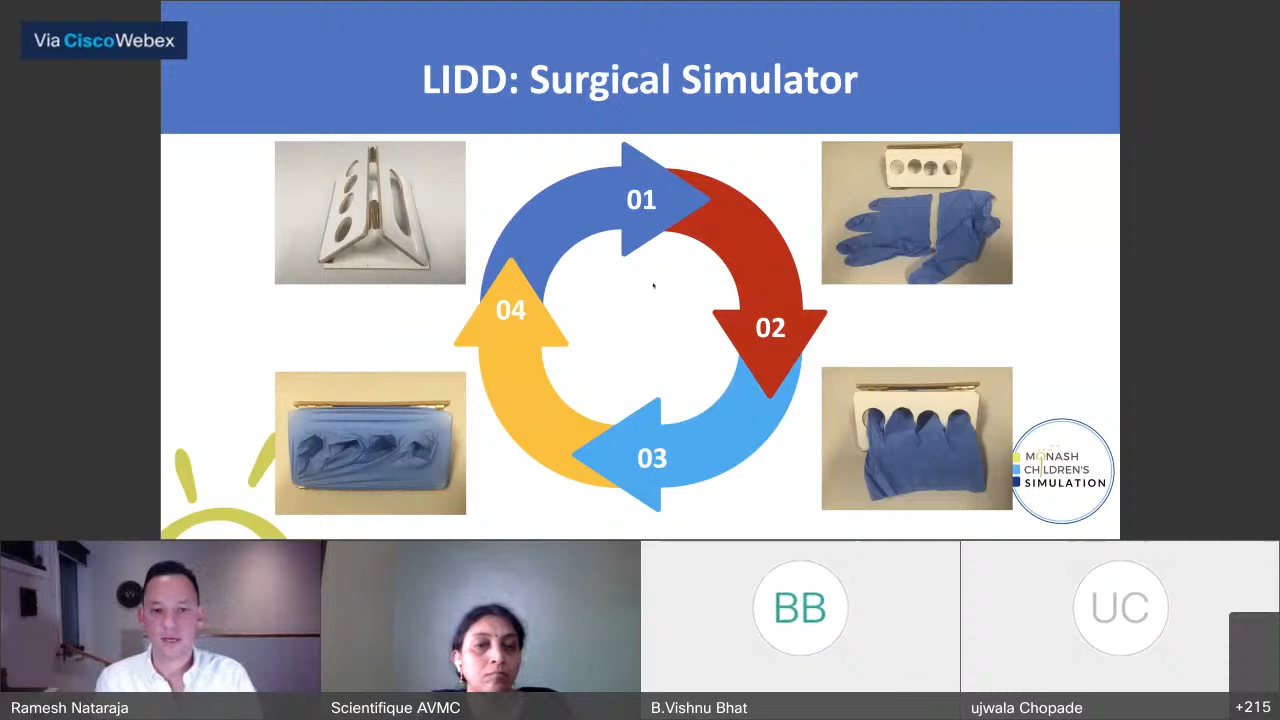 Via CiscoWebex
LIDD: Surgical Simulator
01
02
03
04
MONASH
CHILDREN'S
SIMULATION
BB
UC
Ramesh Nataraja
Scientifique AVMC
B.Vishnu Bhat
ujwala Chopade
+215